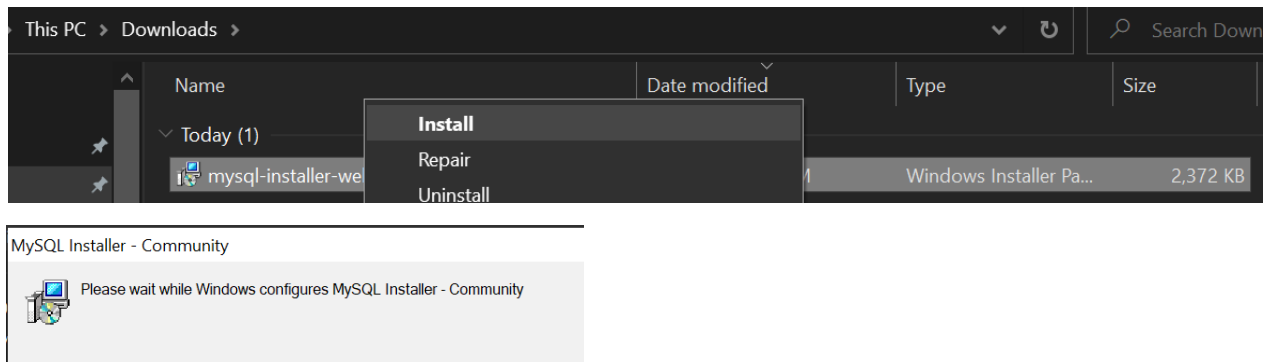 This PC > Downloads >
Search Down
Name
Date modified
Type
Size
Install
Today (1)
Repair
mysql-installer-we
Windows Installer Pa...
2,372 KB
Uninstall
MySQL Installer - Community
Please wait while Windows configures MySQL Installer - Community